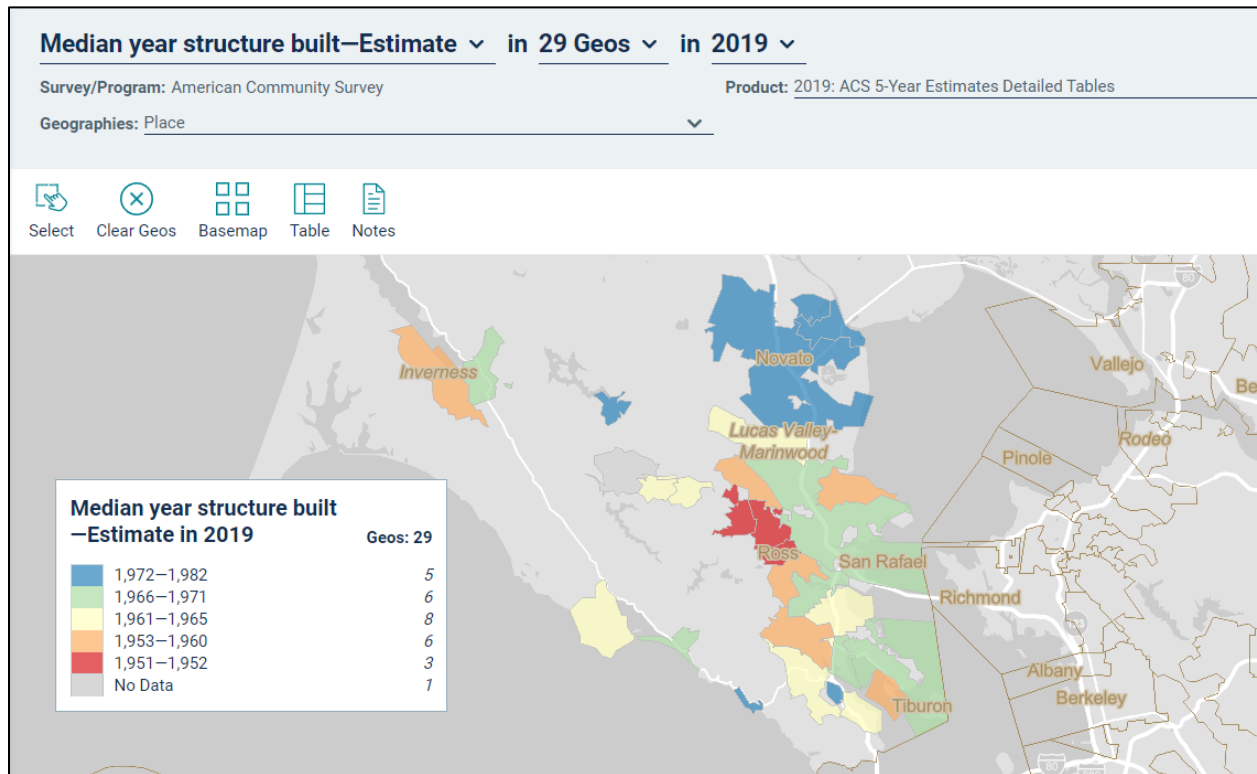 Median year structure built—Estimate in 29 Geos in 2019
Survey/Program: American Community Survey
Product: 2019: ACS 5-Year Estimates Detailed Tables
Geographies: Place
Select
Clear Geos
Basemap
Table
Notes
80
Novato
Vallejo
Inverness
Be
Lucas Valley-
Marinwood
Rodeo
Pinole
Ross
San Rafael
Richmond
123
Albany
Berkeley
Tiburon
80
Median year structure built
—Estimate in 2019
Geos: 29
1,972—1,982 5
1,966—1,971 6
1,961—1,965 8
1,953—1,960 6
1,951—1,952 3
No Data 1